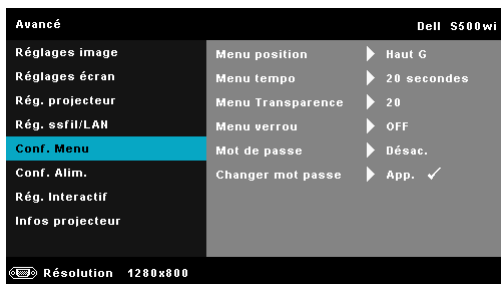 Avancé Dell S500wi
Réglages image
Réglages écran
Rég. projecteur
Rég. ssfil/LAN
Conf. Menu
Conf. Alim.
Rég. Interactif
Infos projecteur
Menu position Haut G
Menu tempo 20 secondes
Menu Transparence 20
Menu verrou OFF
Mot de passe Désac.
Changer mot passe App. ✓
Résolution 1280x800